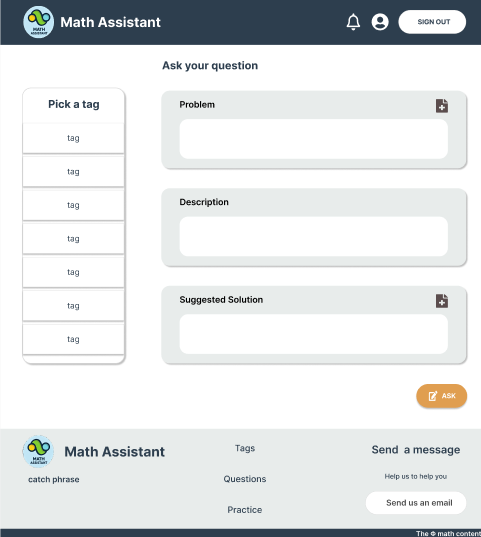 MATH
ASSISTANT
Math Assistant
SIGN OUT
Ask your question
Pick a tag
tag
tag
tag
tag
tag
tag
tag
Problem
Description
Suggested Solution
ASK
MATH
ASSISTANT
Math Assistant
catch phrase
Tags
Questions
Practice
Send a message
Help us to help you
Send us an email
The Φ math content